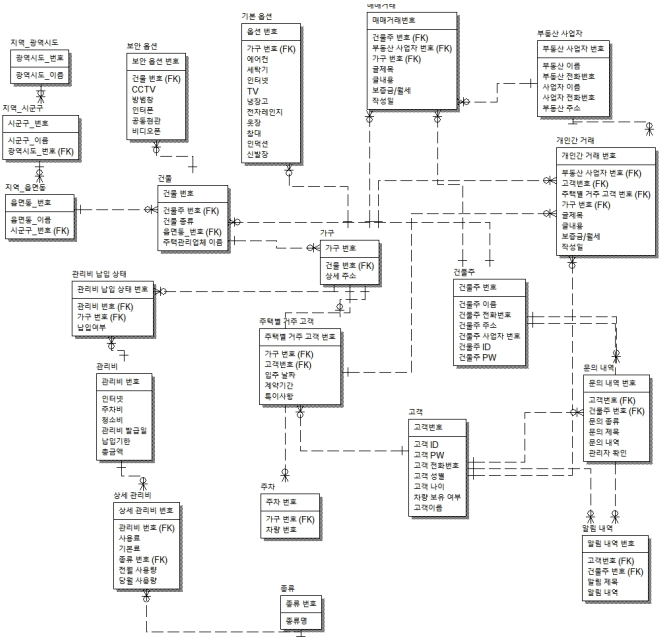 지역_광역시도
광역시도_번호
광역시도_이름
지역_시군구
시군구_번호
시군구_이름
광역시도_번호 (FK)
지역_읍면동
읍면동_번호
읍면동_이름
시군구_번호 (FK)
보안 옵션
보안 옵션 번호
건물 번호 (FK)
CCTV
방범창
인터폰
공동현관
비디오폰
기본 옵션
옵션 번호
가구 번호 (FK)
에어컨
세탁기
인터넷
TV
냉장고
전자레인지
옷장
침대
인덕션
신발장
매매거래
매매거래번호
건물주 번호 (FK)
부동산 사업자 번호 (FK)
가구 번호 (FK)
글제목
글내용
보증금/월세
작성일
부동산 사업자
부동산 사업자 번호
부동산 이름
부동산 전화번호
사업자 이름
사업자 전화번호
부동산 주소
개인간 거래
개인간 거래 번호
부동산 사업자 번호 (FK)
고객번호 (FK)
주택별 거주 고객 번호 (FK)
가구 번호 (FK)
글제목
글내용
보증금/월세
작성일
건물
건물 번호
건물주 번호 (FK)
건물 종류
읍면동_번호 (FK)
주택관리업체 이름
가구
가구 번호
건물 번호 (FK)
상세 주소
관리비 납입 상태
관리비 납입 상태 번호
관리비 번호 (FK)
가구 번호 (FK)
납입여부
건물주
건물주 번호
건물주 이름
건물주 전화번호
건물주 주소
건물주 사업자 번호
건물주 ID
건물주 PW
주택별 거주 고객
주택별 거주 고객 번호
가구 번호 (FK)
고객번호 (FK)
입주 날짜
계약기간
특이사항
관리비
관리비 번호
인터넷
주차비
청소비
관리비 발급일
납입기한
총금액
문의 내역
문의 내역 번호
고객번호 (FK)
건물주 번호 (FK)
문의 종류
문의 제목
문의 내역
관리자 확인
고객
고객번호
고객 ID
고객 PW
고객 전화번호
고객 성별
고객 나이
차량 보유 여부
고객이름
주차
주차 번호
가구 번호 (FK)
차량 번호
상세 관리비
상세 관리비 번호
관리비 번호 (FK)
사용료
기본료
종류 번호 (FK)
전월 사용량
당월 사용량
알림 내역
알림 내역 번호
고객번호 (FK)
건물주 번호 (FK)
알림 제목
알림 내역
종류
종류 번호
종류명